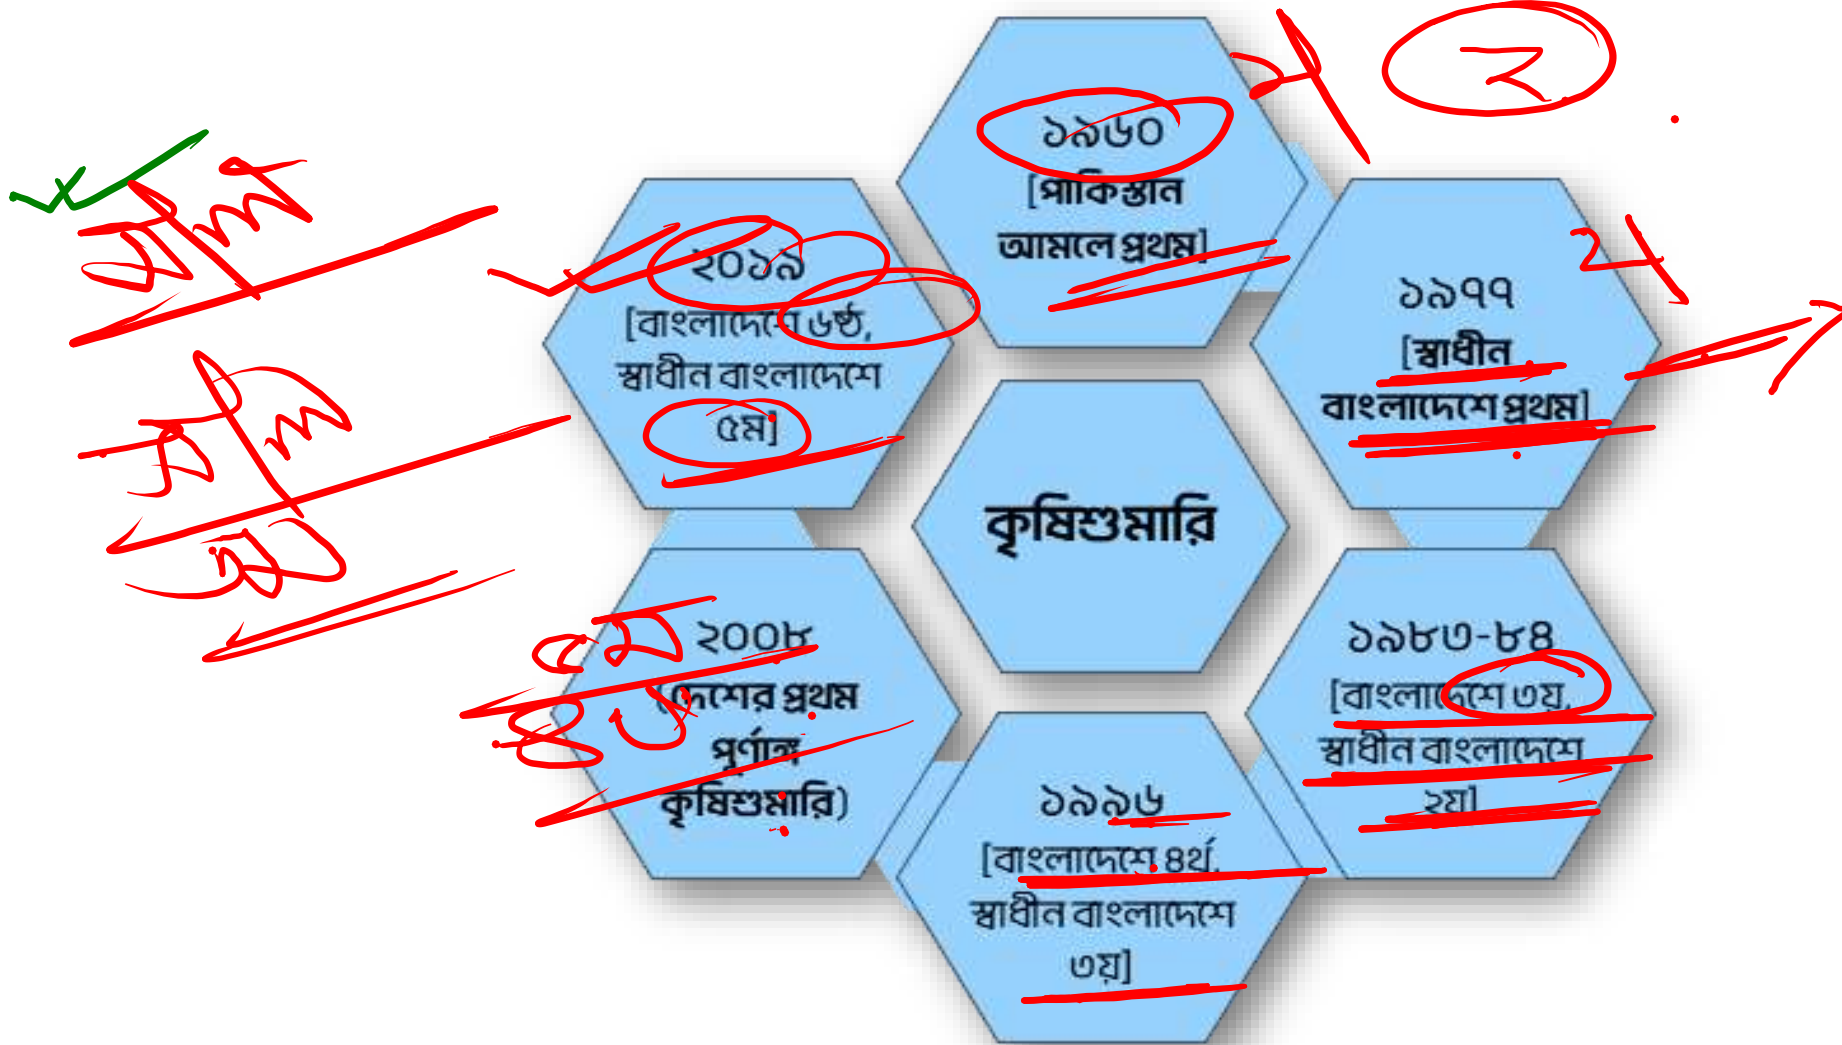 ১৯৬০
[পাকিস্তান
আমলে প্রথম]
১৯৭৭
[স্বাধীন
বাংলাদেশে প্রথম]
১৯৮৩-৮৪
[বাংলাদেশে ৩য়,
স্বাধীন বাংলাদেশে
২য়]
১৯৯৬
[বাংলাদেশে ৪র্থ,
স্বাধীন বাংলাদেশে
৩য়]
২০০৮
(দেশের প্রথম
পূর্ণাঙ্গ
কৃষিশুমারি)
২০১৯
[বাংলাদেশে ৬ষ্ঠ,
স্বাধীন বাংলাদেশে
৫ম]
কৃষিশুমারি